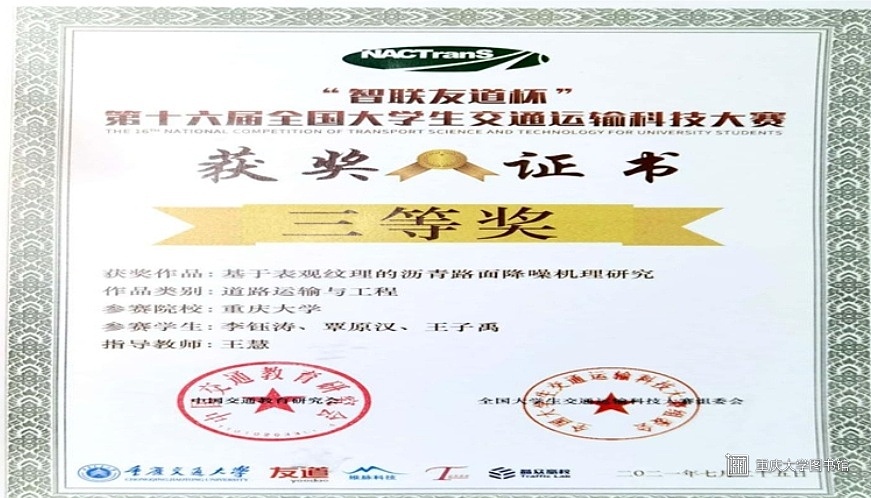 NACTranS
“智联友道杯”
第十六届全国大学生交通运输科技大赛
THE 16TH NATIONAL COMPETITION OF TRANSPORT SCIENCE AND TECHNOLOGY FOR UNIVERSITY STUDENTS
获奖 证书
三等奖
获奖作品：基于表观纹理的沥青路面降噪机理研究
作品类别：道路运输与工程
参赛院校：重庆大学
参赛学生：李钰涛、覃原汉、王子禹
指导教师：王慧
中国交通教育研究会
全国大学生交通运输科技大赛组委会
重庆交通大学
CHONGQING JIAOTONG UNIVERSITY
友道
yoodao
Traffic Lab
重庆大学图书馆